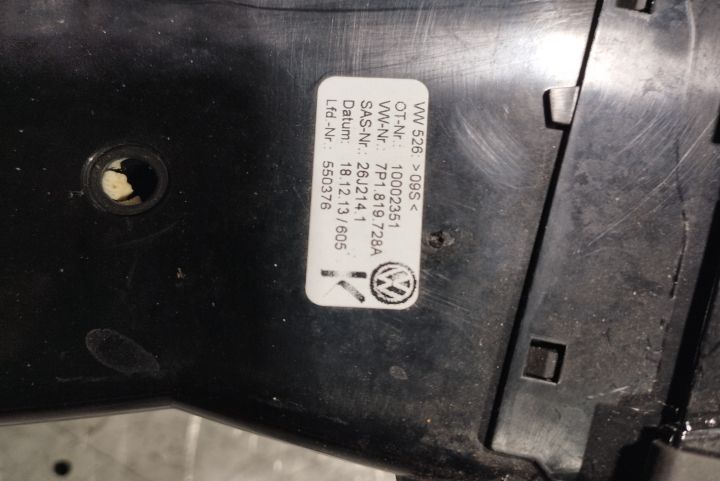 VW 526: >09S<
OT-Nr.: 10002351
VW-Nr.: 7P1.819.728A
SAS-Nr.: 26J214.1
Datum: 18.12.13/605
Lfd.-Nr.: 550376
K